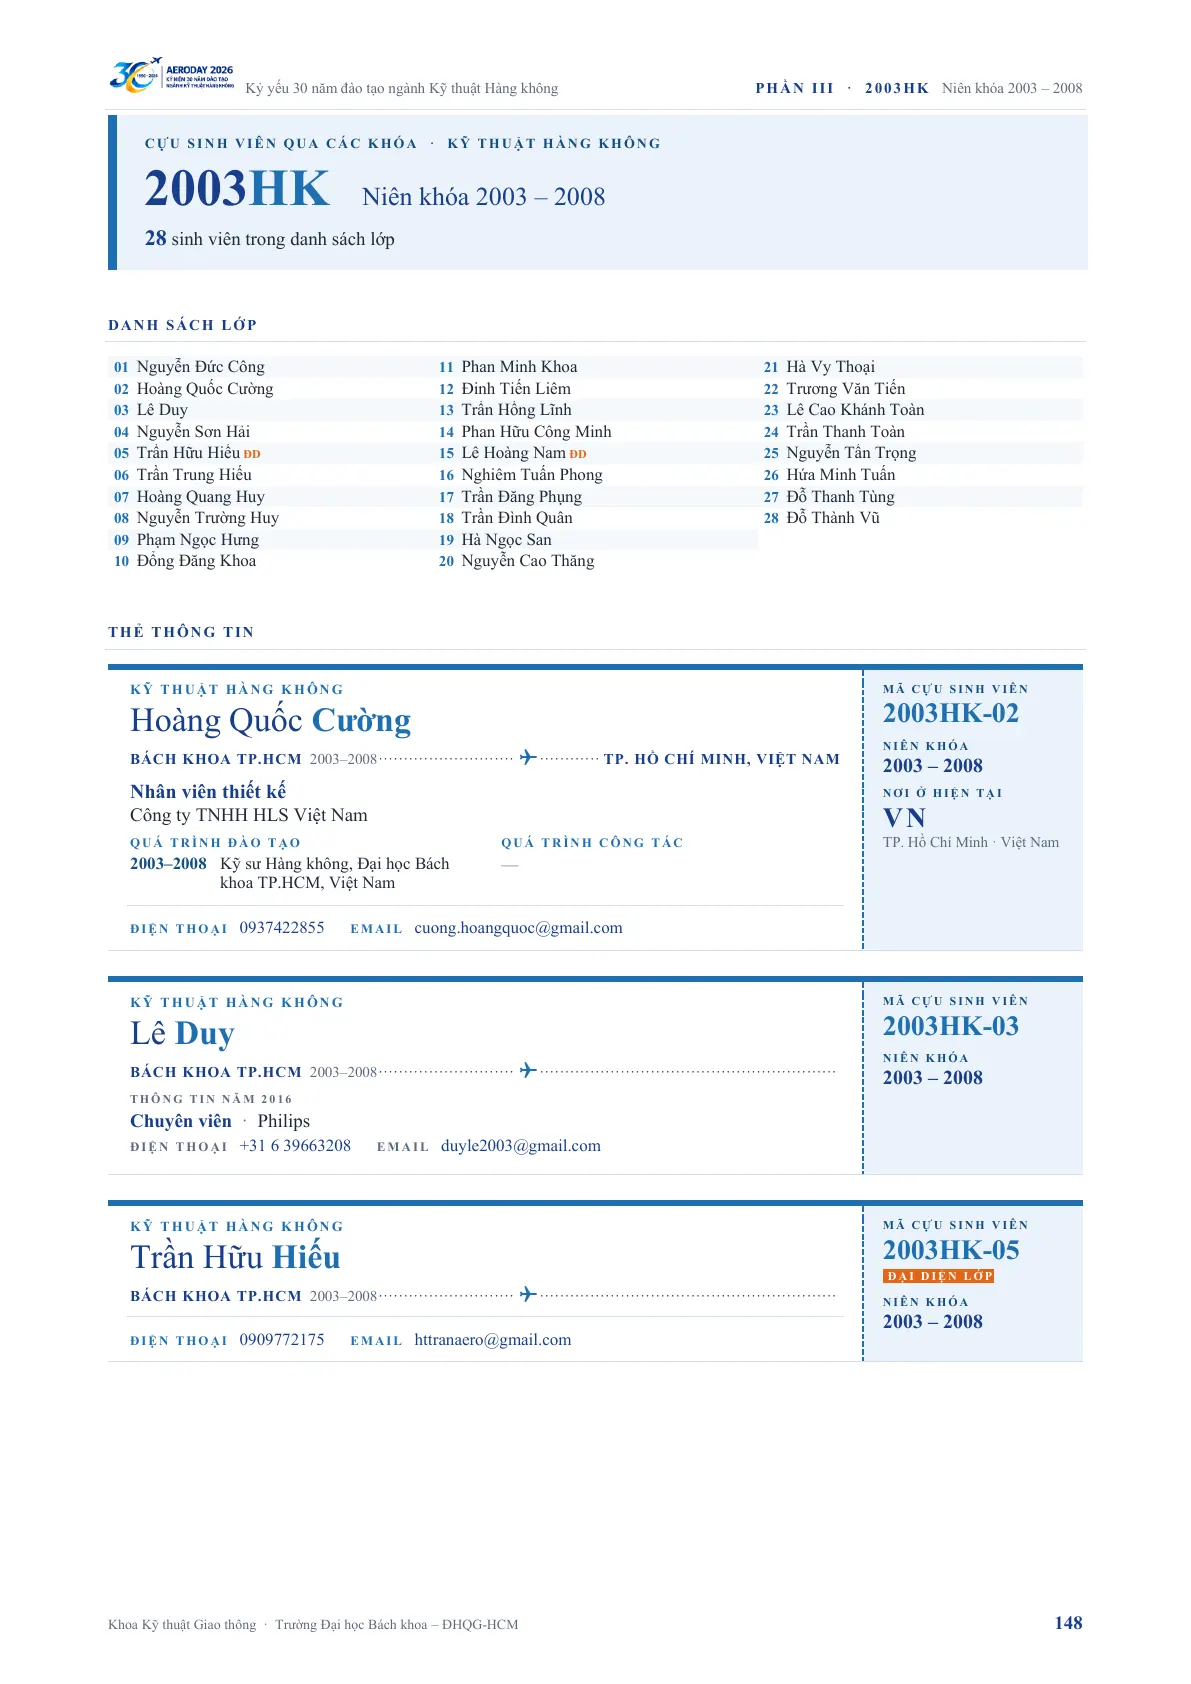 30 1996 - 2026 AERODAY 2026
KỶ NIỆM 30 NĂM ĐÀO TẠO
NGÀNH KỸ THUẬT HÀNG KHÔNG
Kỷ yếu 30 năm đào tạo ngành Kỹ thuật Hàng không
PHẦN III · 2003HK Niên khóa 2003 – 2008
CỰU SINH VIÊN QUA CÁC KHÓA · KỸ THUẬT HÀNG KHÔNG
2003HK Niên khóa 2003 – 2008
28 sinh viên trong danh sách lớp
DANH SÁCH LỚP
01 Nguyễn Đức Công
02 Hoàng Quốc Cường
03 Lê Duy
04 Nguyễn Sơn Hải
05 Trần Hữu Hiếu ĐD
06 Trần Trung Hiếu
07 Hoàng Quang Huy
08 Nguyễn Trường Huy
09 Phạm Ngọc Hưng
10 Đổng Đăng Khoa
11 Phan Minh Khoa
12 Đinh Tiến Liêm
13 Trần Hồng Lĩnh
14 Phan Hữu Công Minh
15 Lê Hoàng Nam ĐD
16 Nghiêm Tuấn Phong
17 Trần Đăng Phụng
18 Trần Đình Quân
19 Hà Ngọc San
20 Nguyễn Cao Thăng
21 Hà Vy Thoại
22 Trương Văn Tiến
23 Lê Cao Khánh Toàn
24 Trần Thanh Toàn
25 Nguyễn Tấn Trọng
26 Hứa Minh Tuấn
27 Đỗ Thanh Tùng
28 Đỗ Thành Vũ
THẺ THÔNG TIN
KỸ THUẬT HÀNG KHÔNG
Hoàng Quốc Cường
BÁCH KHOA TP.HCM 2003–2008 TP. HỒ CHÍ MINH, VIỆT NAM
Nhân viên thiết kế
Công ty TNHH HLS Việt Nam
QUÁ TRÌNH ĐÀO TẠO
2003–2008 Kỹ sư Hàng không, Đại học Bách
khoa TP.HCM, Việt Nam
QUÁ TRÌNH CÔNG TÁC
—
ĐIỆN THOẠI 0937422855 EMAIL cuong.hoangquoc@gmail.com
MÃ CỰU SINH VIÊN
2003HK-02
NIÊN KHÓA
2003 – 2008
NƠI Ở HIỆN TẠI
VN
TP. Hồ Chí Minh · Việt Nam
KỸ THUẬT HÀNG KHÔNG
Lê Duy
BÁCH KHOA TP.HCM 2003–2008
THÔNG TIN NĂM 2016
Chuyên viên · Philips
ĐIỆN THOẠI +31 6 39663208 EMAIL duyle2003@gmail.com
MÃ CỰU SINH VIÊN
2003HK-03
NIÊN KHÓA
2003 – 2008
KỸ THUẬT HÀNG KHÔNG
Trần Hữu Hiếu
BÁCH KHOA TP.HCM 2003–2008
ĐIỆN THOẠI 0909772175 EMAIL httranaero@gmail.com
MÃ CỰU SINH VIÊN
2003HK-05
ĐẠI DIỆN LỚP
NIÊN KHÓA
2003 – 2008
Khoa Kỹ thuật Giao thông · Trường Đại học Bách khoa – ĐHQG-HCM
148